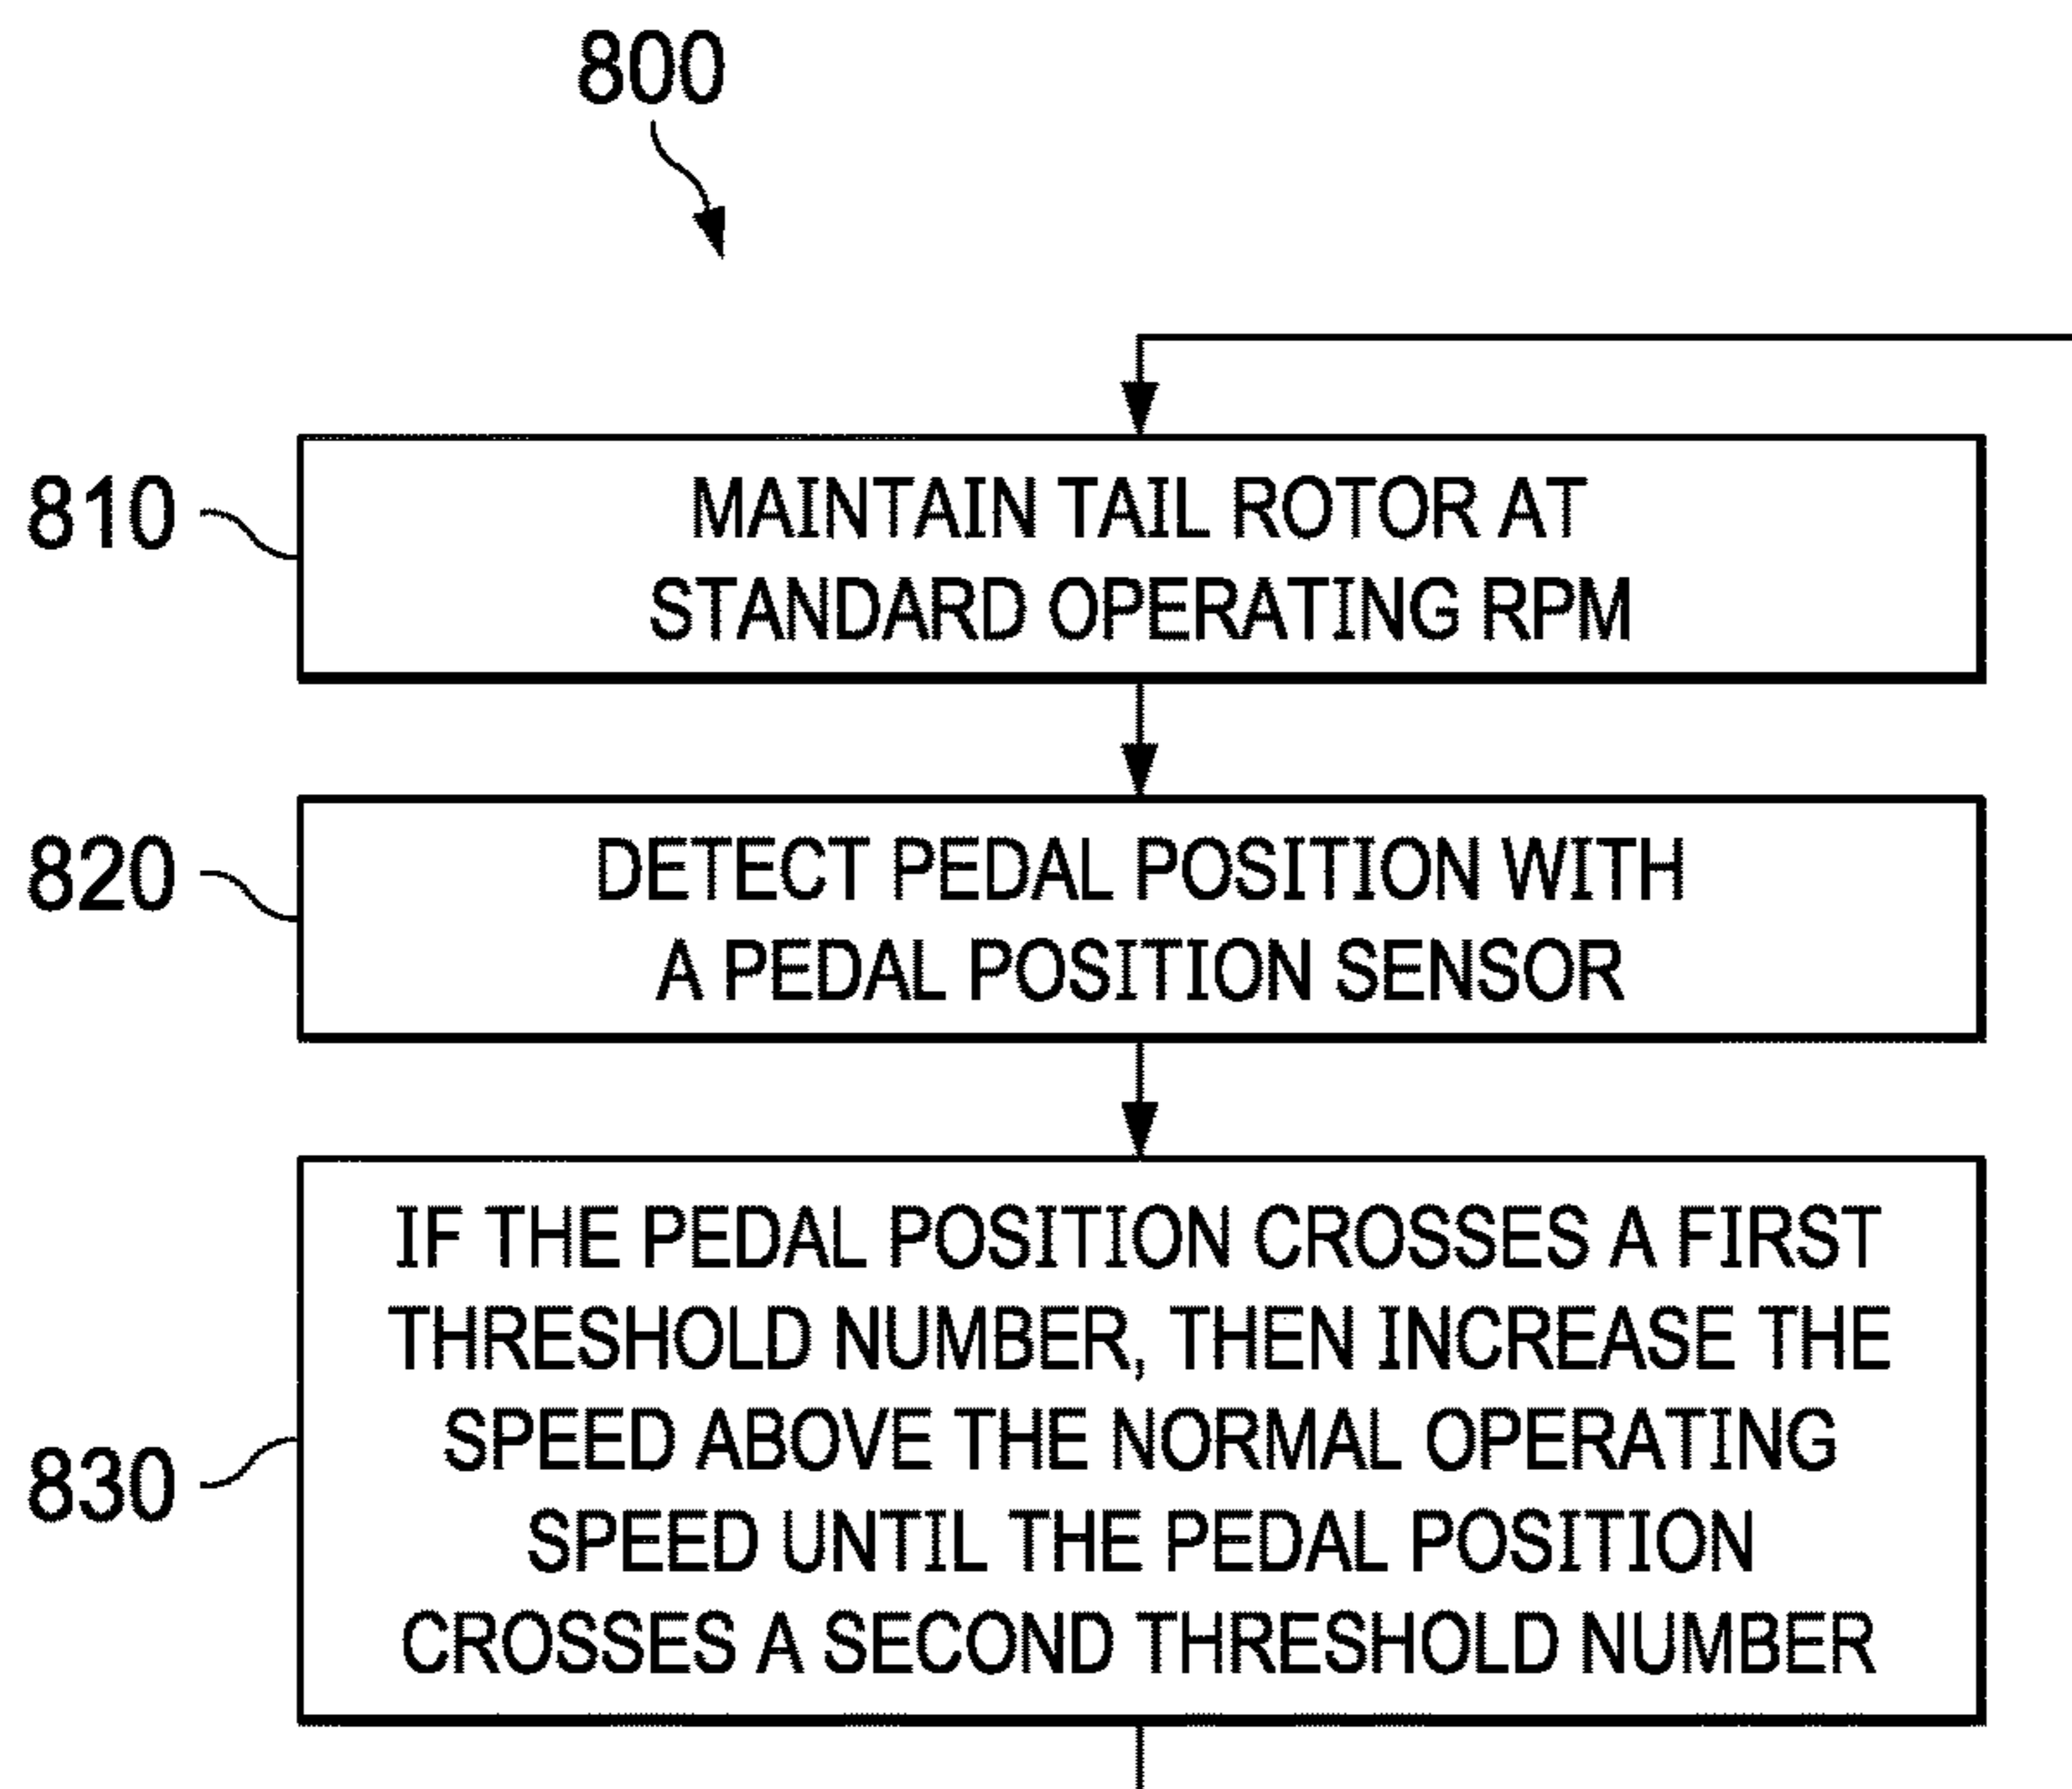 800
810
MAINTAIN TAIL ROTOR AT
STANDARD OPERATING RPM
820
DETECT PEDAL POSITION WITH
A PEDAL POSITION SENSOR
830
IF THE PEDAL POSITION CROSSES A FIRST
THRESHOLD NUMBER, THEN INCREASE THE
SPEED ABOVE THE NORMAL OPERATING
SPEED UNTIL THE PEDAL POSITION
CROSSES A SECOND THRESHOLD NUMBER